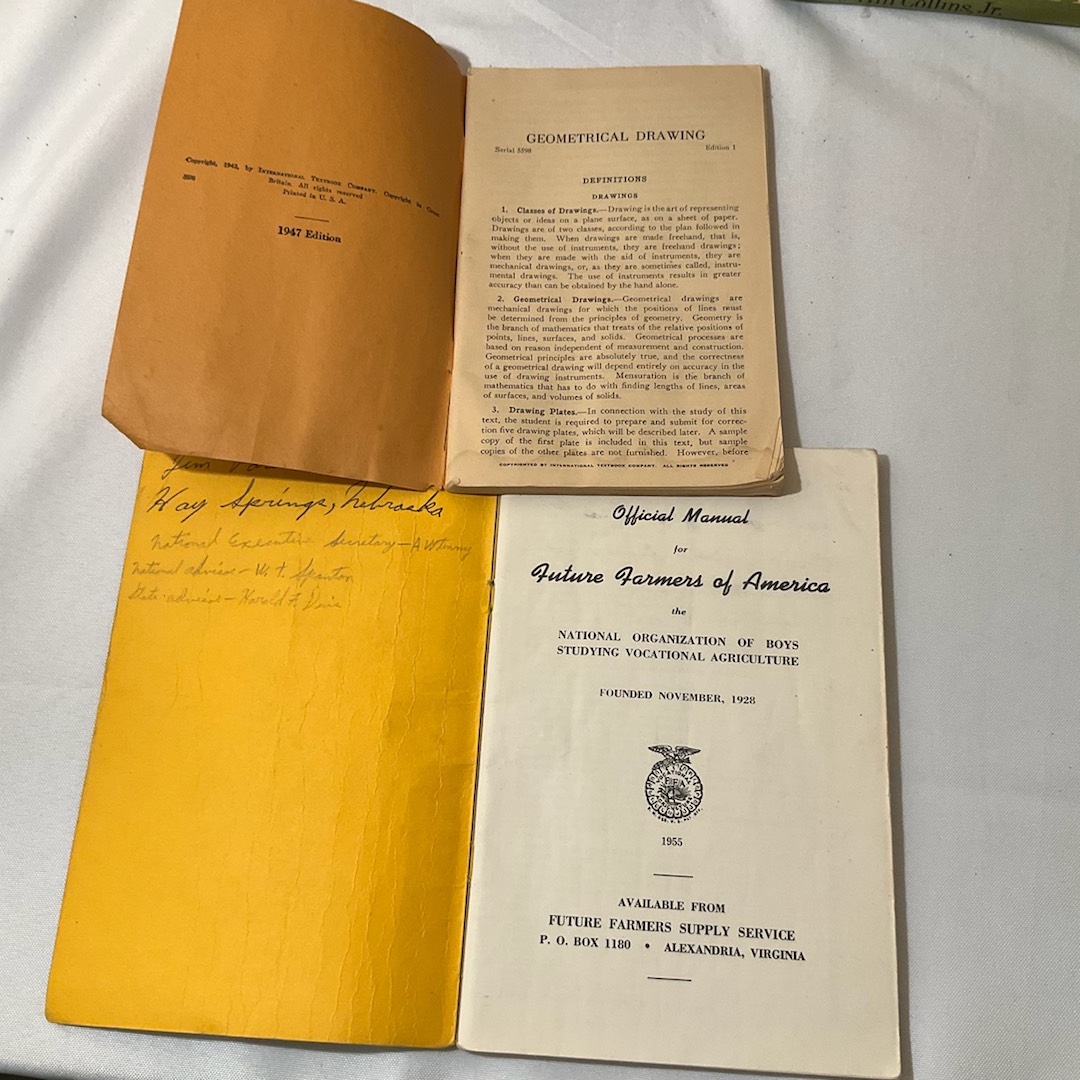 Will Collins, Jr.
Copyright, 1942, by INTERNATIONAL TEXTBOOK COMPANY. Copyright in Great
Britain. All rights reserved
Printed in U. S. A.
5598
1947 Edition
GEOMETRICAL DRAWING
Serial 5598 Edition 1
DEFINITIONS
DRAWINGS
1. Classes of Drawings.—Drawing is the art of representing
objects or ideas on a plane surface, as on a sheet of paper.
Drawings are of two classes, according to the plan followed in
making them. When drawings are made freehand, that is,
without the use of instruments, they are freehand drawings;
when they are made with the aid of instruments, they are
mechanical drawings, or, as they are sometimes called, instru-
mental drawings. The use of instruments results in greater
accuracy than can be obtained by the hand alone.
2. Geometrical Drawings.—Geometrical drawings are
mechanical drawings for which the positions of lines must
be determined from the principles of geometry. Geometry is
the branch of mathematics that treats of the relative positions of
points, lines, surfaces, and solids. Geometrical processes are
based on reason independent of measurement and construction.
Geometrical principles are absolutely true, and the correctness
of a geometrical drawing will depend entirely on accuracy in the
use of drawing instruments. Mensuration is the branch of
mathematics that has to do with finding lengths of lines, areas
of surfaces, and volumes of solids.
3. Drawing Plates.—In connection with the study of this
text, the student is required to prepare and submit for correc-
tion five drawing plates, which will be described later. A sample
copy of the first plate is included in this text, but sample
copies of the other plates are not furnished. However, before
COPYRIGHTED BY INTERNATIONAL TEXTBOOK COMPANY. ALL RIGHTS RESERVED
Jim
Hay Springs, Nebraska
National Executive Secretary—A W Tenny
National advisor— W. T. Spanton
State advisor— Harold F. Davis
Official Manual
for
Future Farmers of America
the
NATIONAL ORGANIZATION OF BOYS
STUDYING VOCATIONAL AGRICULTURE
FOUNDED NOVEMBER, 1928
VOCATIONAL
FFA
1955
AVAILABLE FROM
FUTURE FARMERS SUPPLY SERVICE
P. O. BOX 1180 • ALEXANDRIA, VIRGINIA